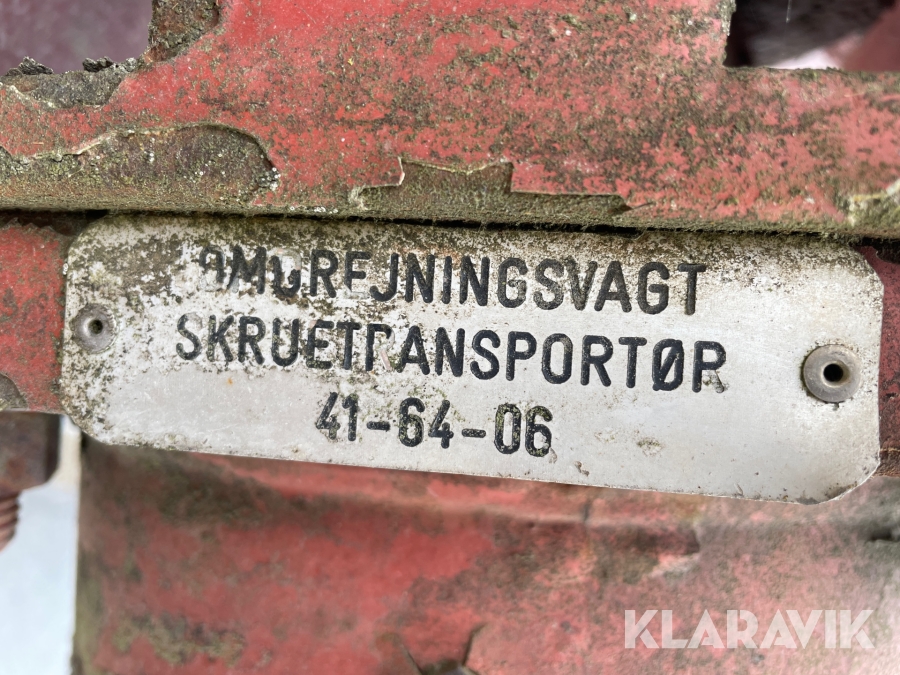 OMDREJNINGSVAGT
SKRUETRANSPORTØR
41-64-06
KLARAVIK